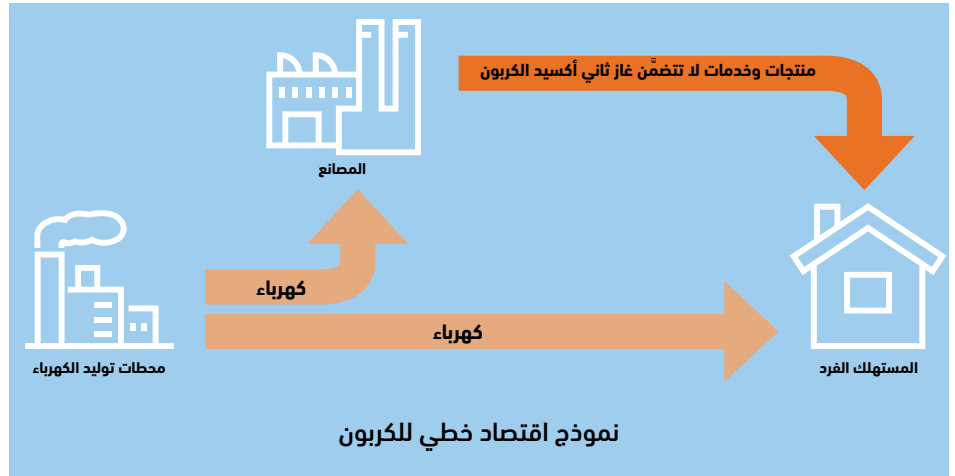 منتجات وخدمات لا تتضمَّن غاز ثاني أكسيد الكربون
المصانع
كهرباء
كهرباء
المستهلك الفرد
محطات توليد الكهرباء
نموذج اقتصاد خطي للكربون